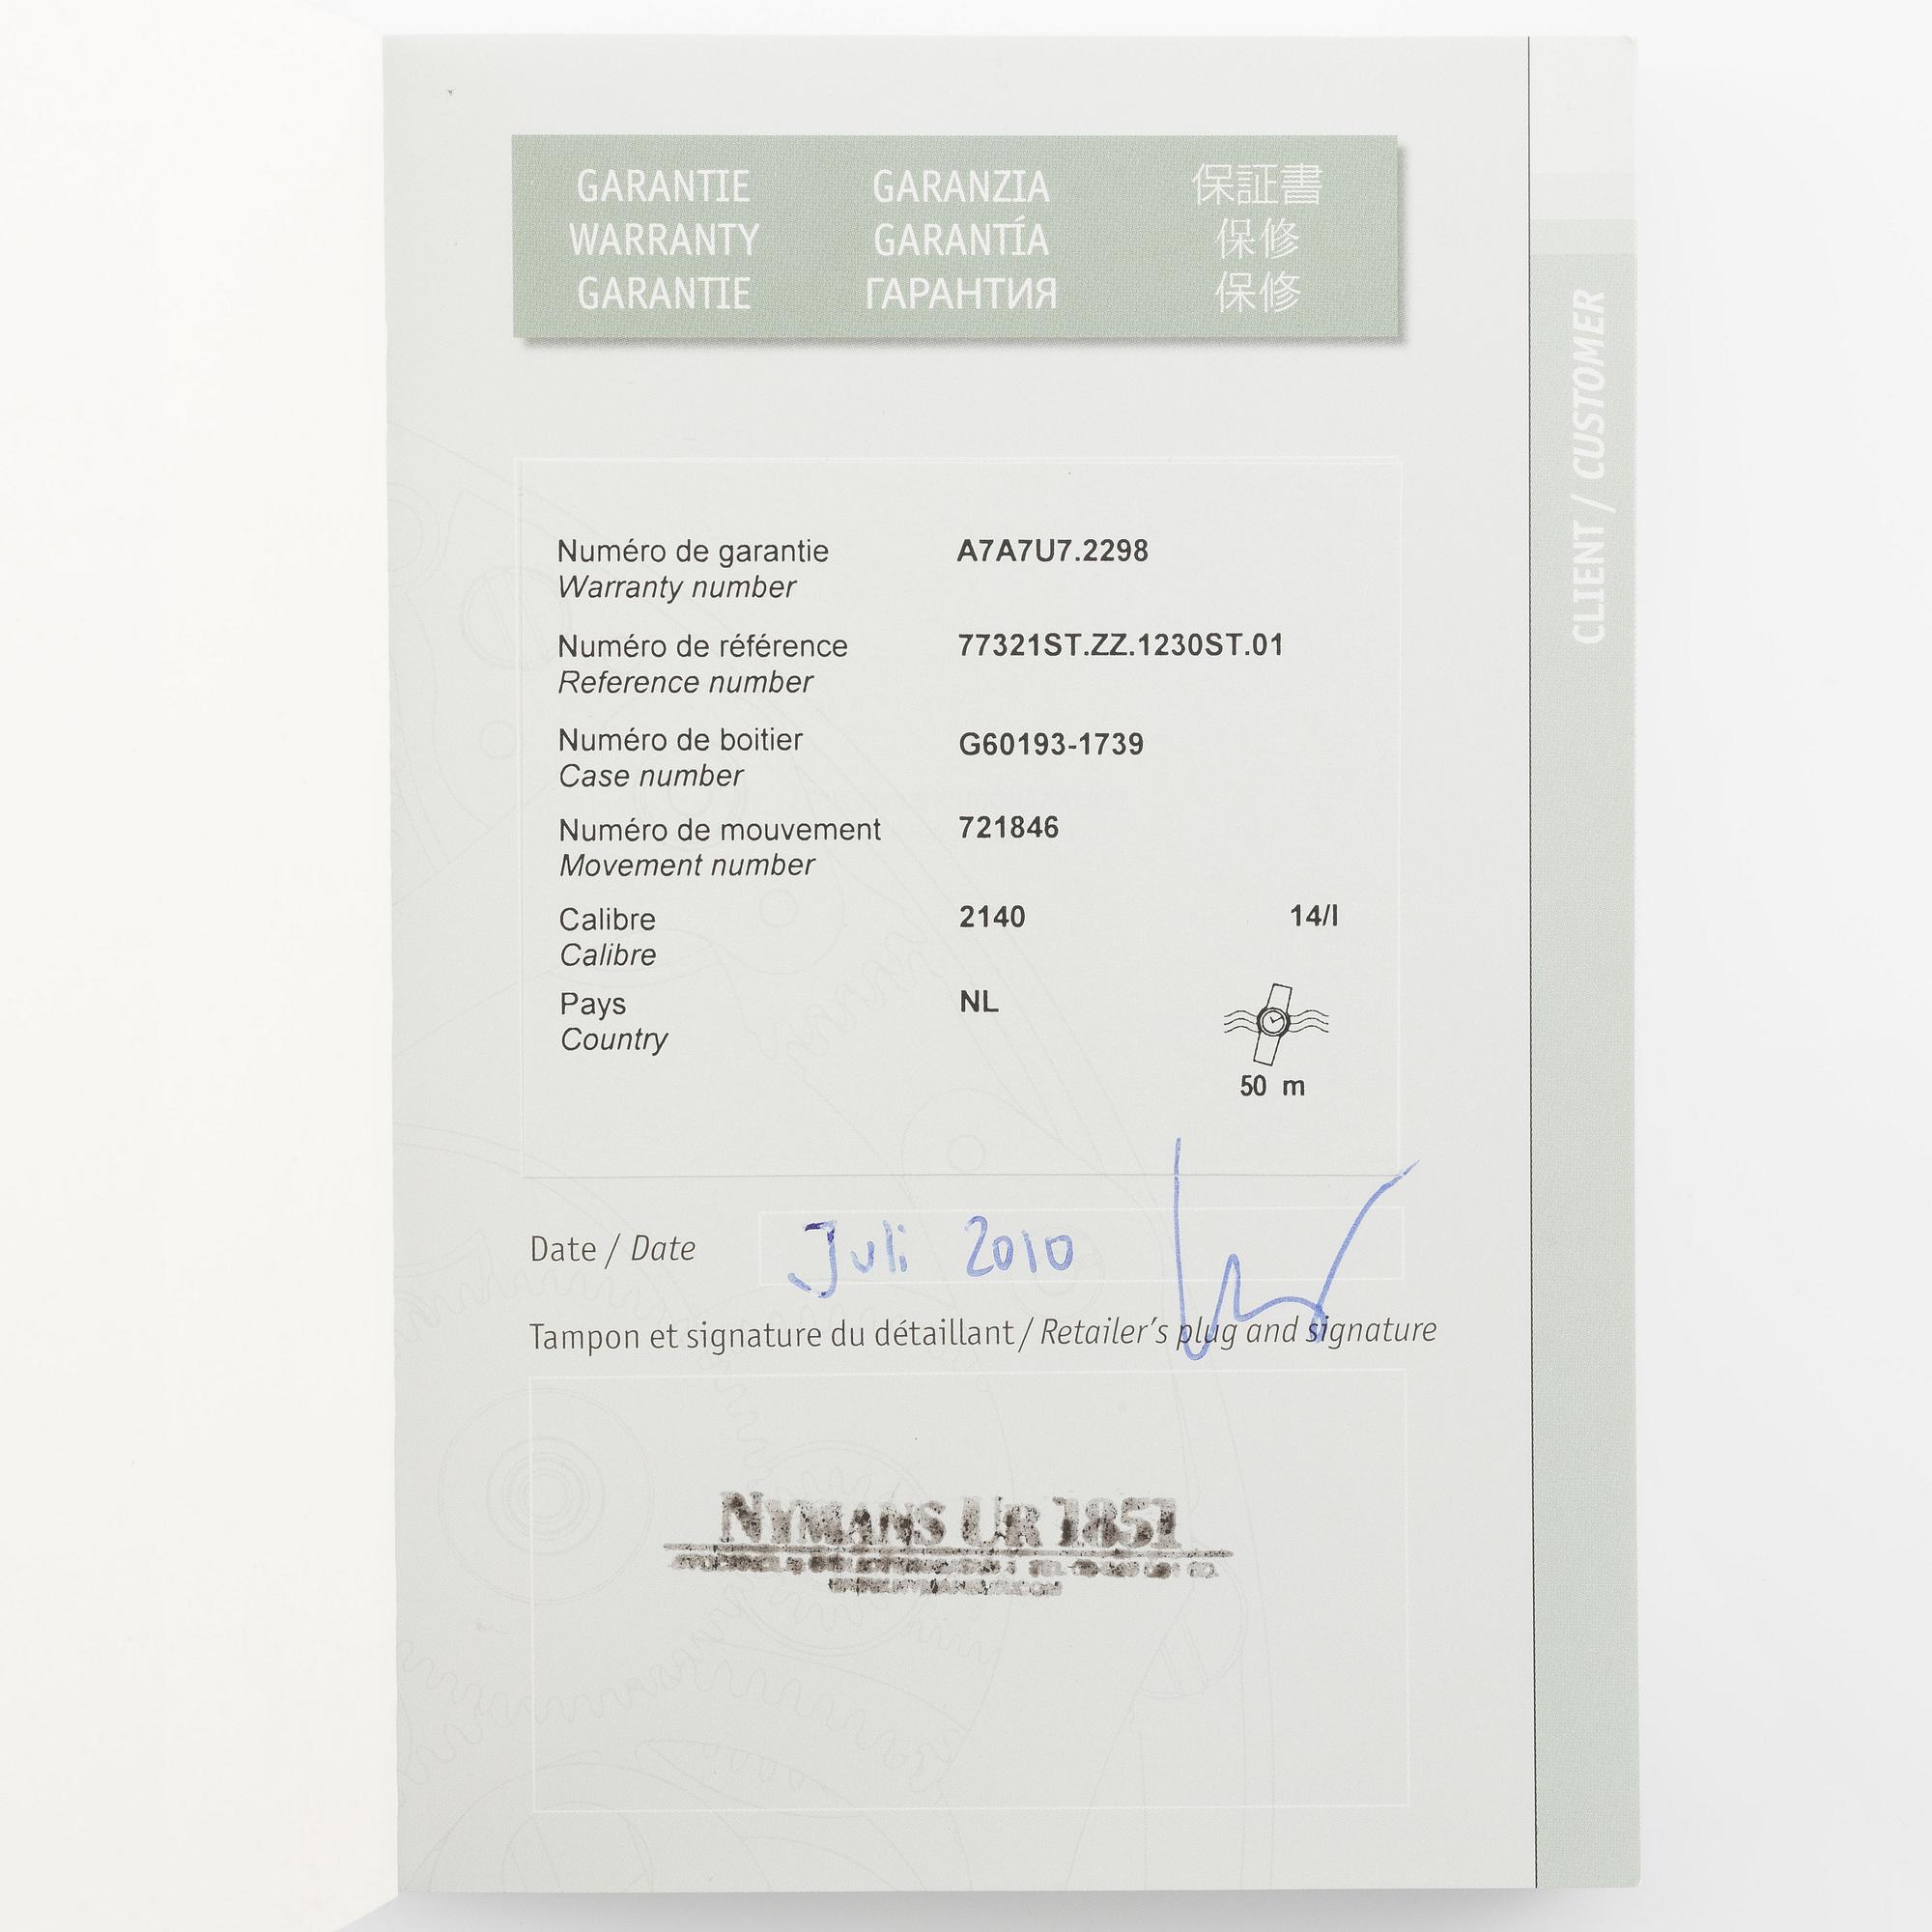 GARANTIE GARANZIA 保証書
WARRANTY GARANTÍA 保修
GARANTIE ГАРАНТИЯ 保修
CLIENT / CUSTOMER
Numéro de garantie A7A7U7.2298
Warranty number
Numéro de référence 77321ST.ZZ.1230ST.01
Reference number
Numéro de boitier G60193-1739
Case number
Numéro de mouvement 721846
Movement number
Calibre 2140 14/I
Calibre
Pays NL
Country
50 m
Date / Date Juli 2010
Tampon et signature du détaillant / Retailer's plug and signature
NYMANS UR 1851